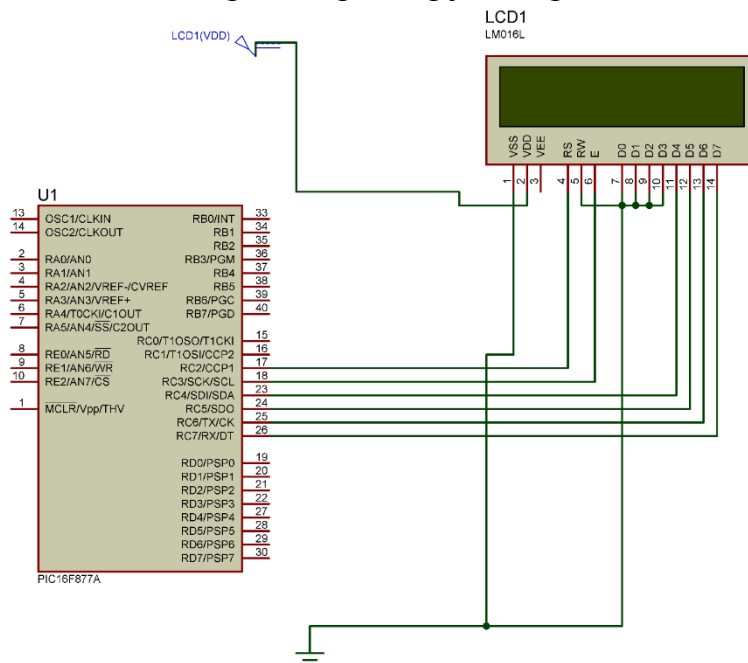 LCD1
LM016L
LCD1(VDD)
VSS VDD VEE RS RW E D0 D1 D2 D3 D4 D5 D6 D7
1 2 3 4 5 6 7 8 9 10 11 12 13 14
U1
13 OSC1/CLKIN RB0/INT 33
14 OSC2/CLKOUT RB1 34
RB2 35
2 RA0/AN0 RB3/PGM 36
3 RA1/AN1 RB4 37
4 RA2/AN2/VREF-/CVREF RB5 38
5 RA3/AN3/VREF+ RB6/PGC 39
6 RA4/T0CKI/C1OUT RB7/PGD 40
7 RA5/AN4/SS/C2OUT
RC0/T1OSO/T1CKI 15
8 RE0/AN5/RD RC1/T1OSI/CCP2 16
9 RE1/AN6/WR RC2/CCP1 17
10 RE2/AN7/CS RC3/SCK/SCL 18
RC4/SDI/SDA 23
1 MCLR/Vpp/THV RC5/SDO 24
RC6/TX/CK 25
RC7/RX/DT 26
RD0/PSP0 19
RD1/PSP1 20
RD2/PSP2 21
RD3/PSP3 22
RD4/PSP4 27
RD5/PSP5 28
RD6/PSP6 29
RD7/PSP7 30
PIC16F877A